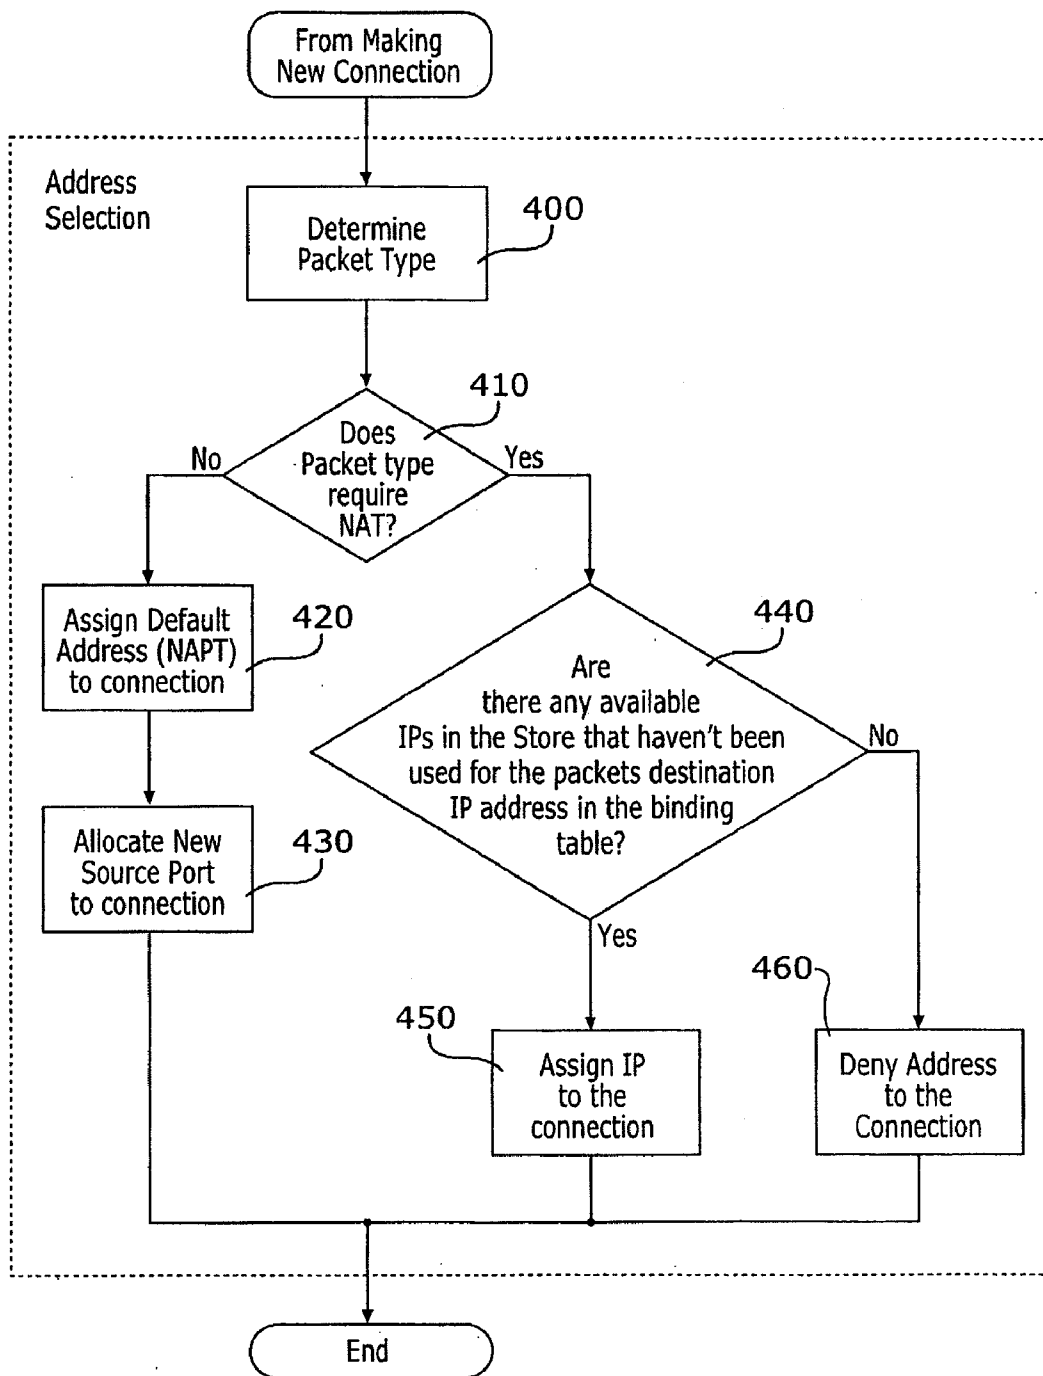 From Making
New Connection
Address
Selection
Determine
Packet Type
400
Does
Packet type
require
NAT?
410
No
Yes
Assign Default
Address (NAPT)
to connection
420
Are
there any available
IPs in the Store that haven't been
used for the packets destination
IP address in the binding
table?
440
No
Yes
Allocate New
Source Port
to connection
430
Assign IP
to the
connection
450
Deny Address
to the
Connection
460
End